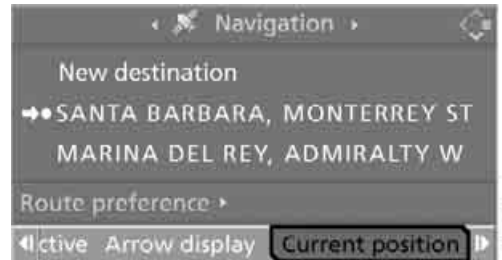 Navigation
New destination
SANTA BARBARA, MONTERREY ST
MARINA DEL REY, ADMIRALTY W
Route preference
ctive Arrow display Current position